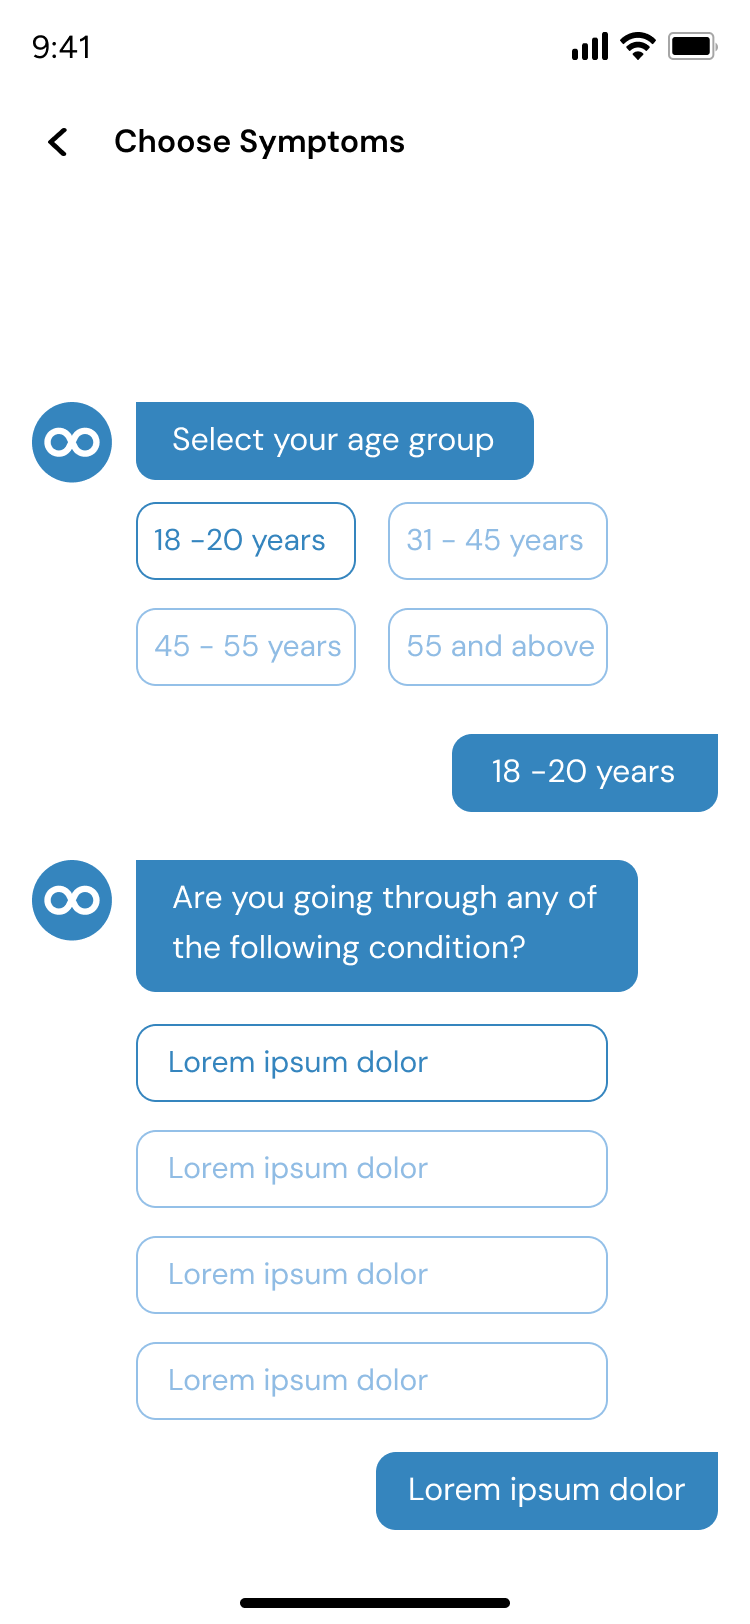 9:41
Choose Symptoms
Select your age group
18 -20 years
31 - 45 years
45 - 55 years
55 and above
18 -20 years
Are you going through any of
the following condition?
Lorem ipsum dolor
Lorem ipsum dolor
Lorem ipsum dolor
Lorem ipsum dolor
Lorem ipsum dolor